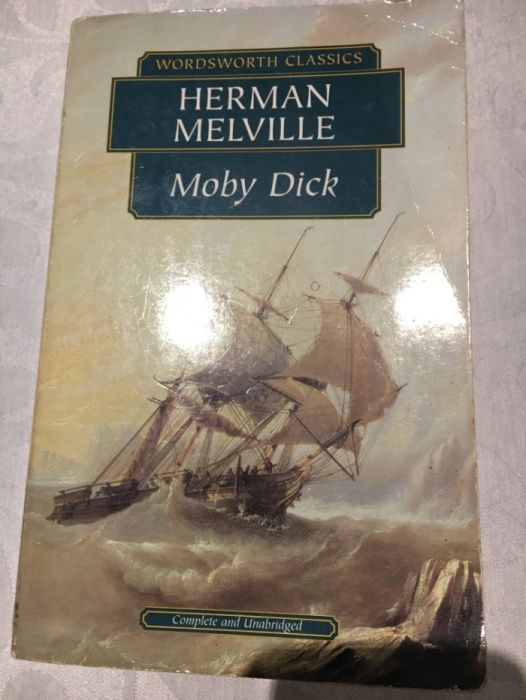 WORDSWORTH CLASSICS
HERMAN
MELVILLE
Moby Dick
Complete and Unabridged